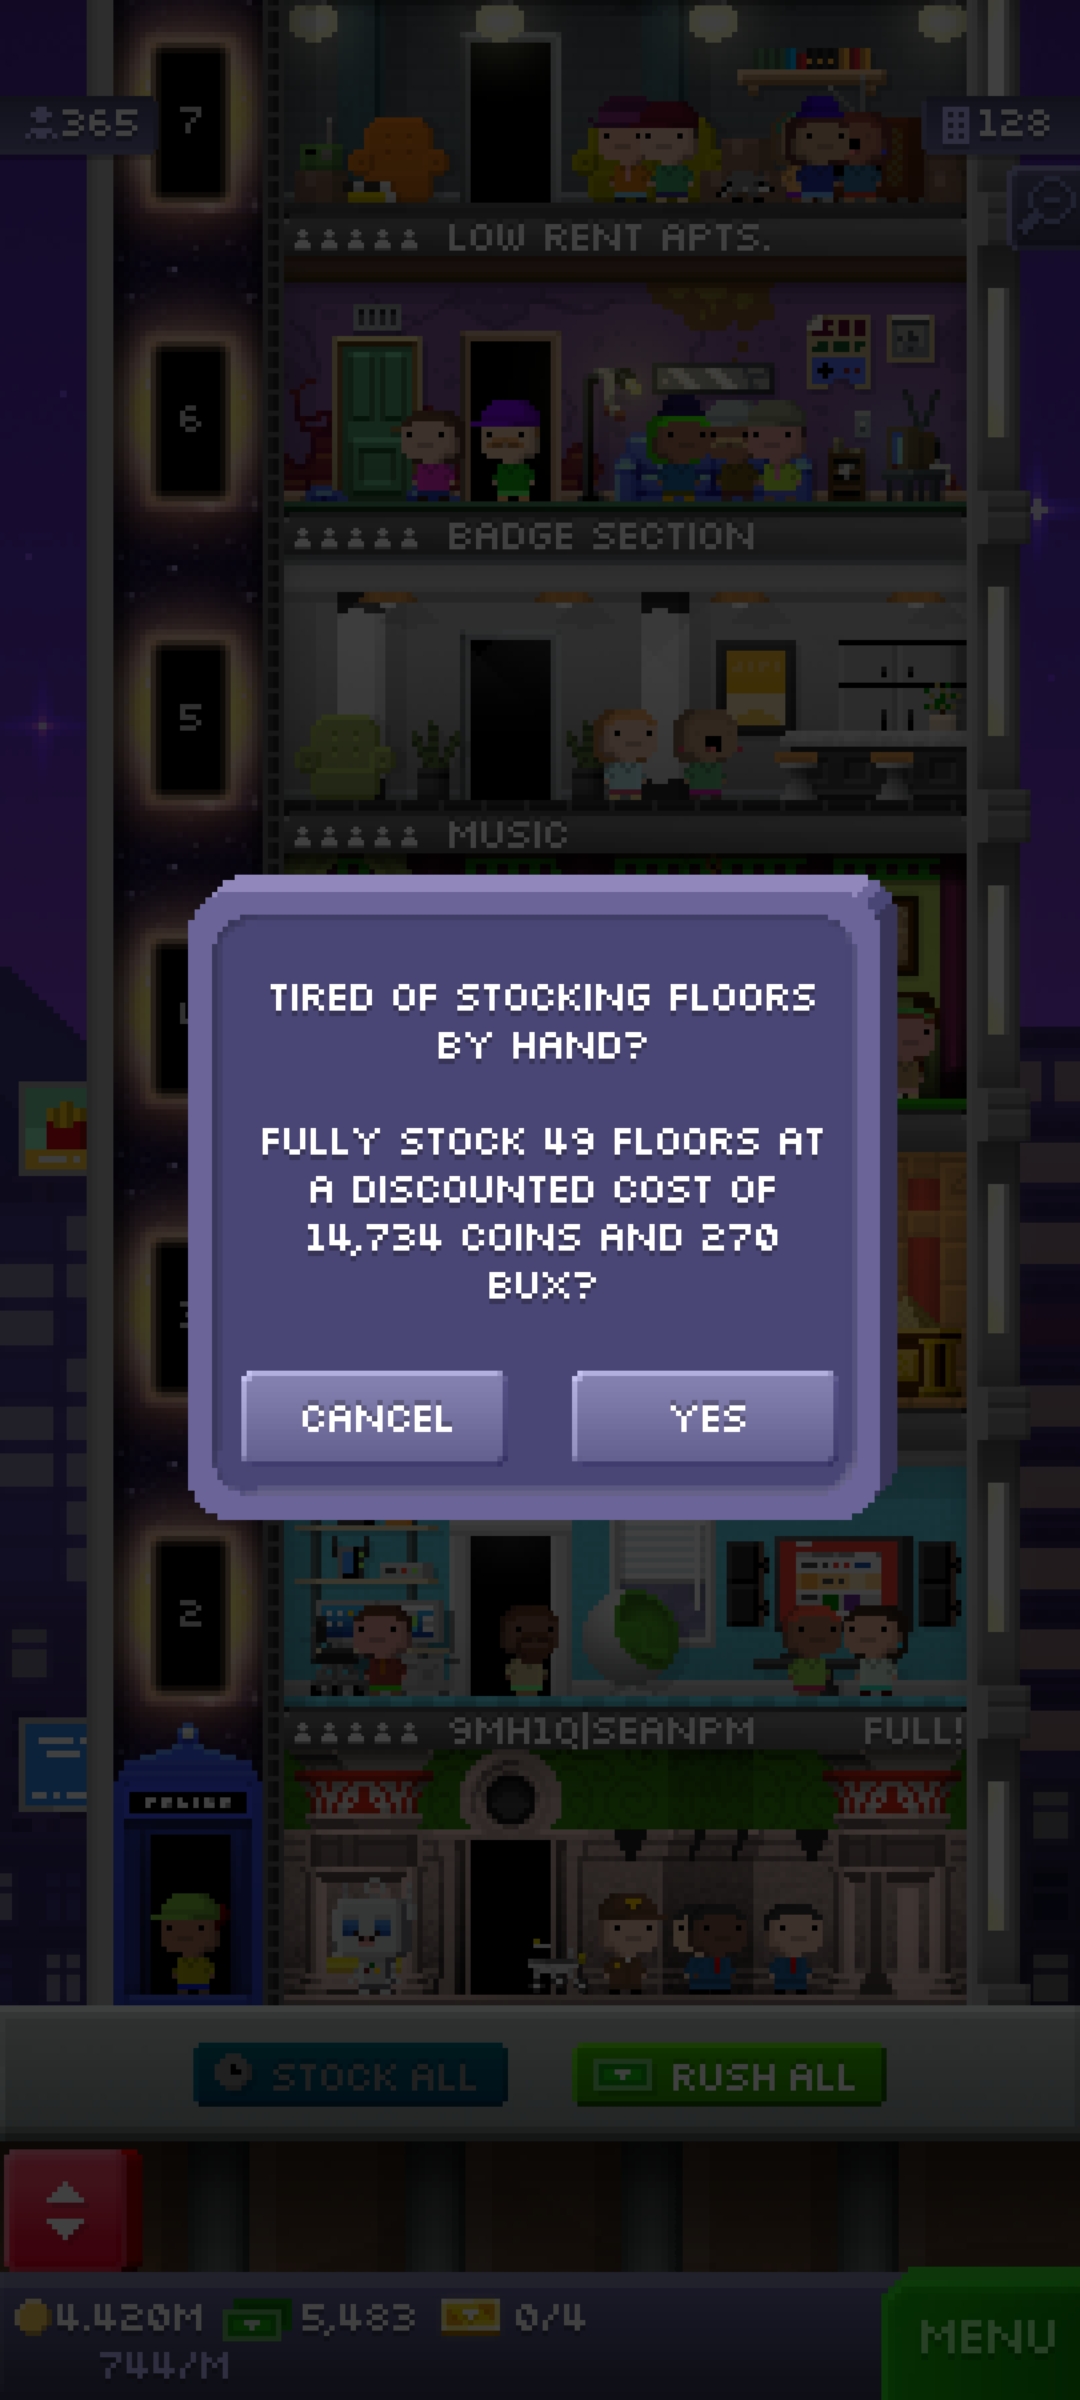 365
7
128
LOW RENT APTS.
6
BADGE SECTION
5
MUSIC
TIRED OF STOCKING FLOORS
BY HAND?
FULLY STOCK 49 FLOORS AT
A DISCOUNTED COST OF
14,734 COINS AND 270
BUX?
CANCEL
YES
2
9MH1Q|SEANPM
FULL!
POLICE
STOCK ALL
RUSH ALL
4.420M
5,483
0/4
744/M
MENU